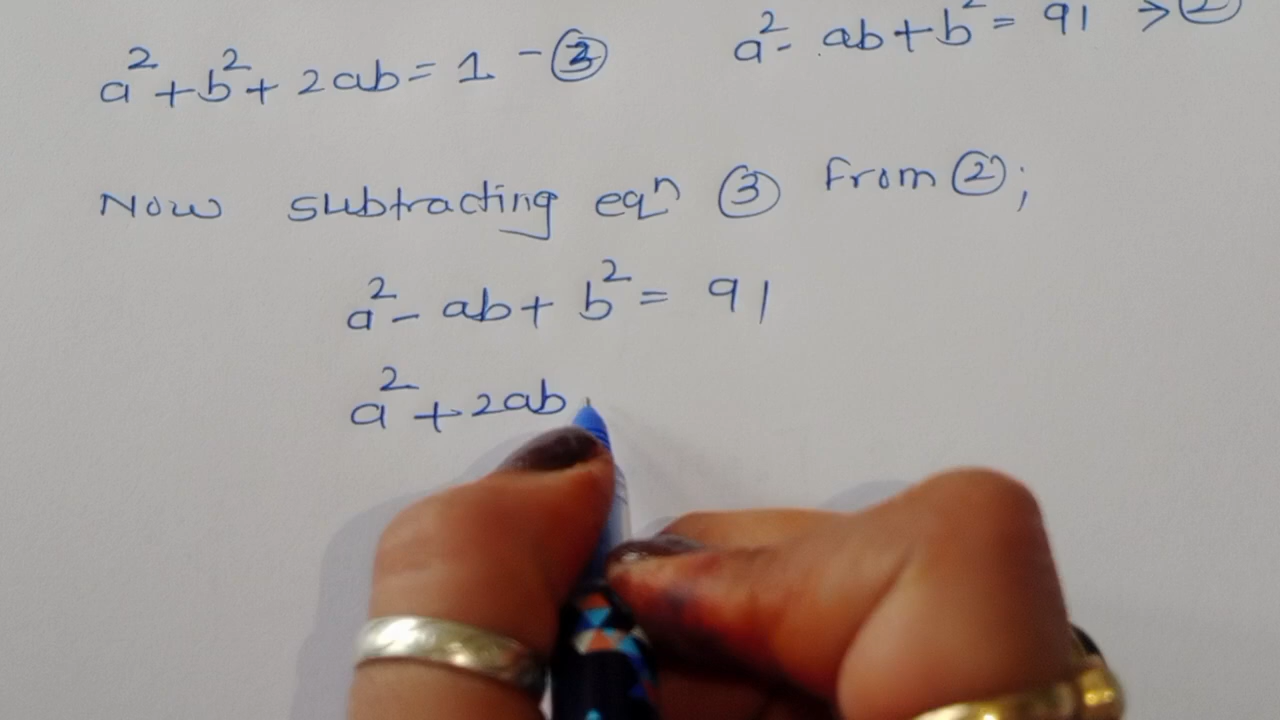 a² + b² + 2ab = 1 - ③
a² - ab + b² = 91 > ②
Now subtracting eqⁿ ③ from ②;
a² - ab + b² = 91
a² + 2ab